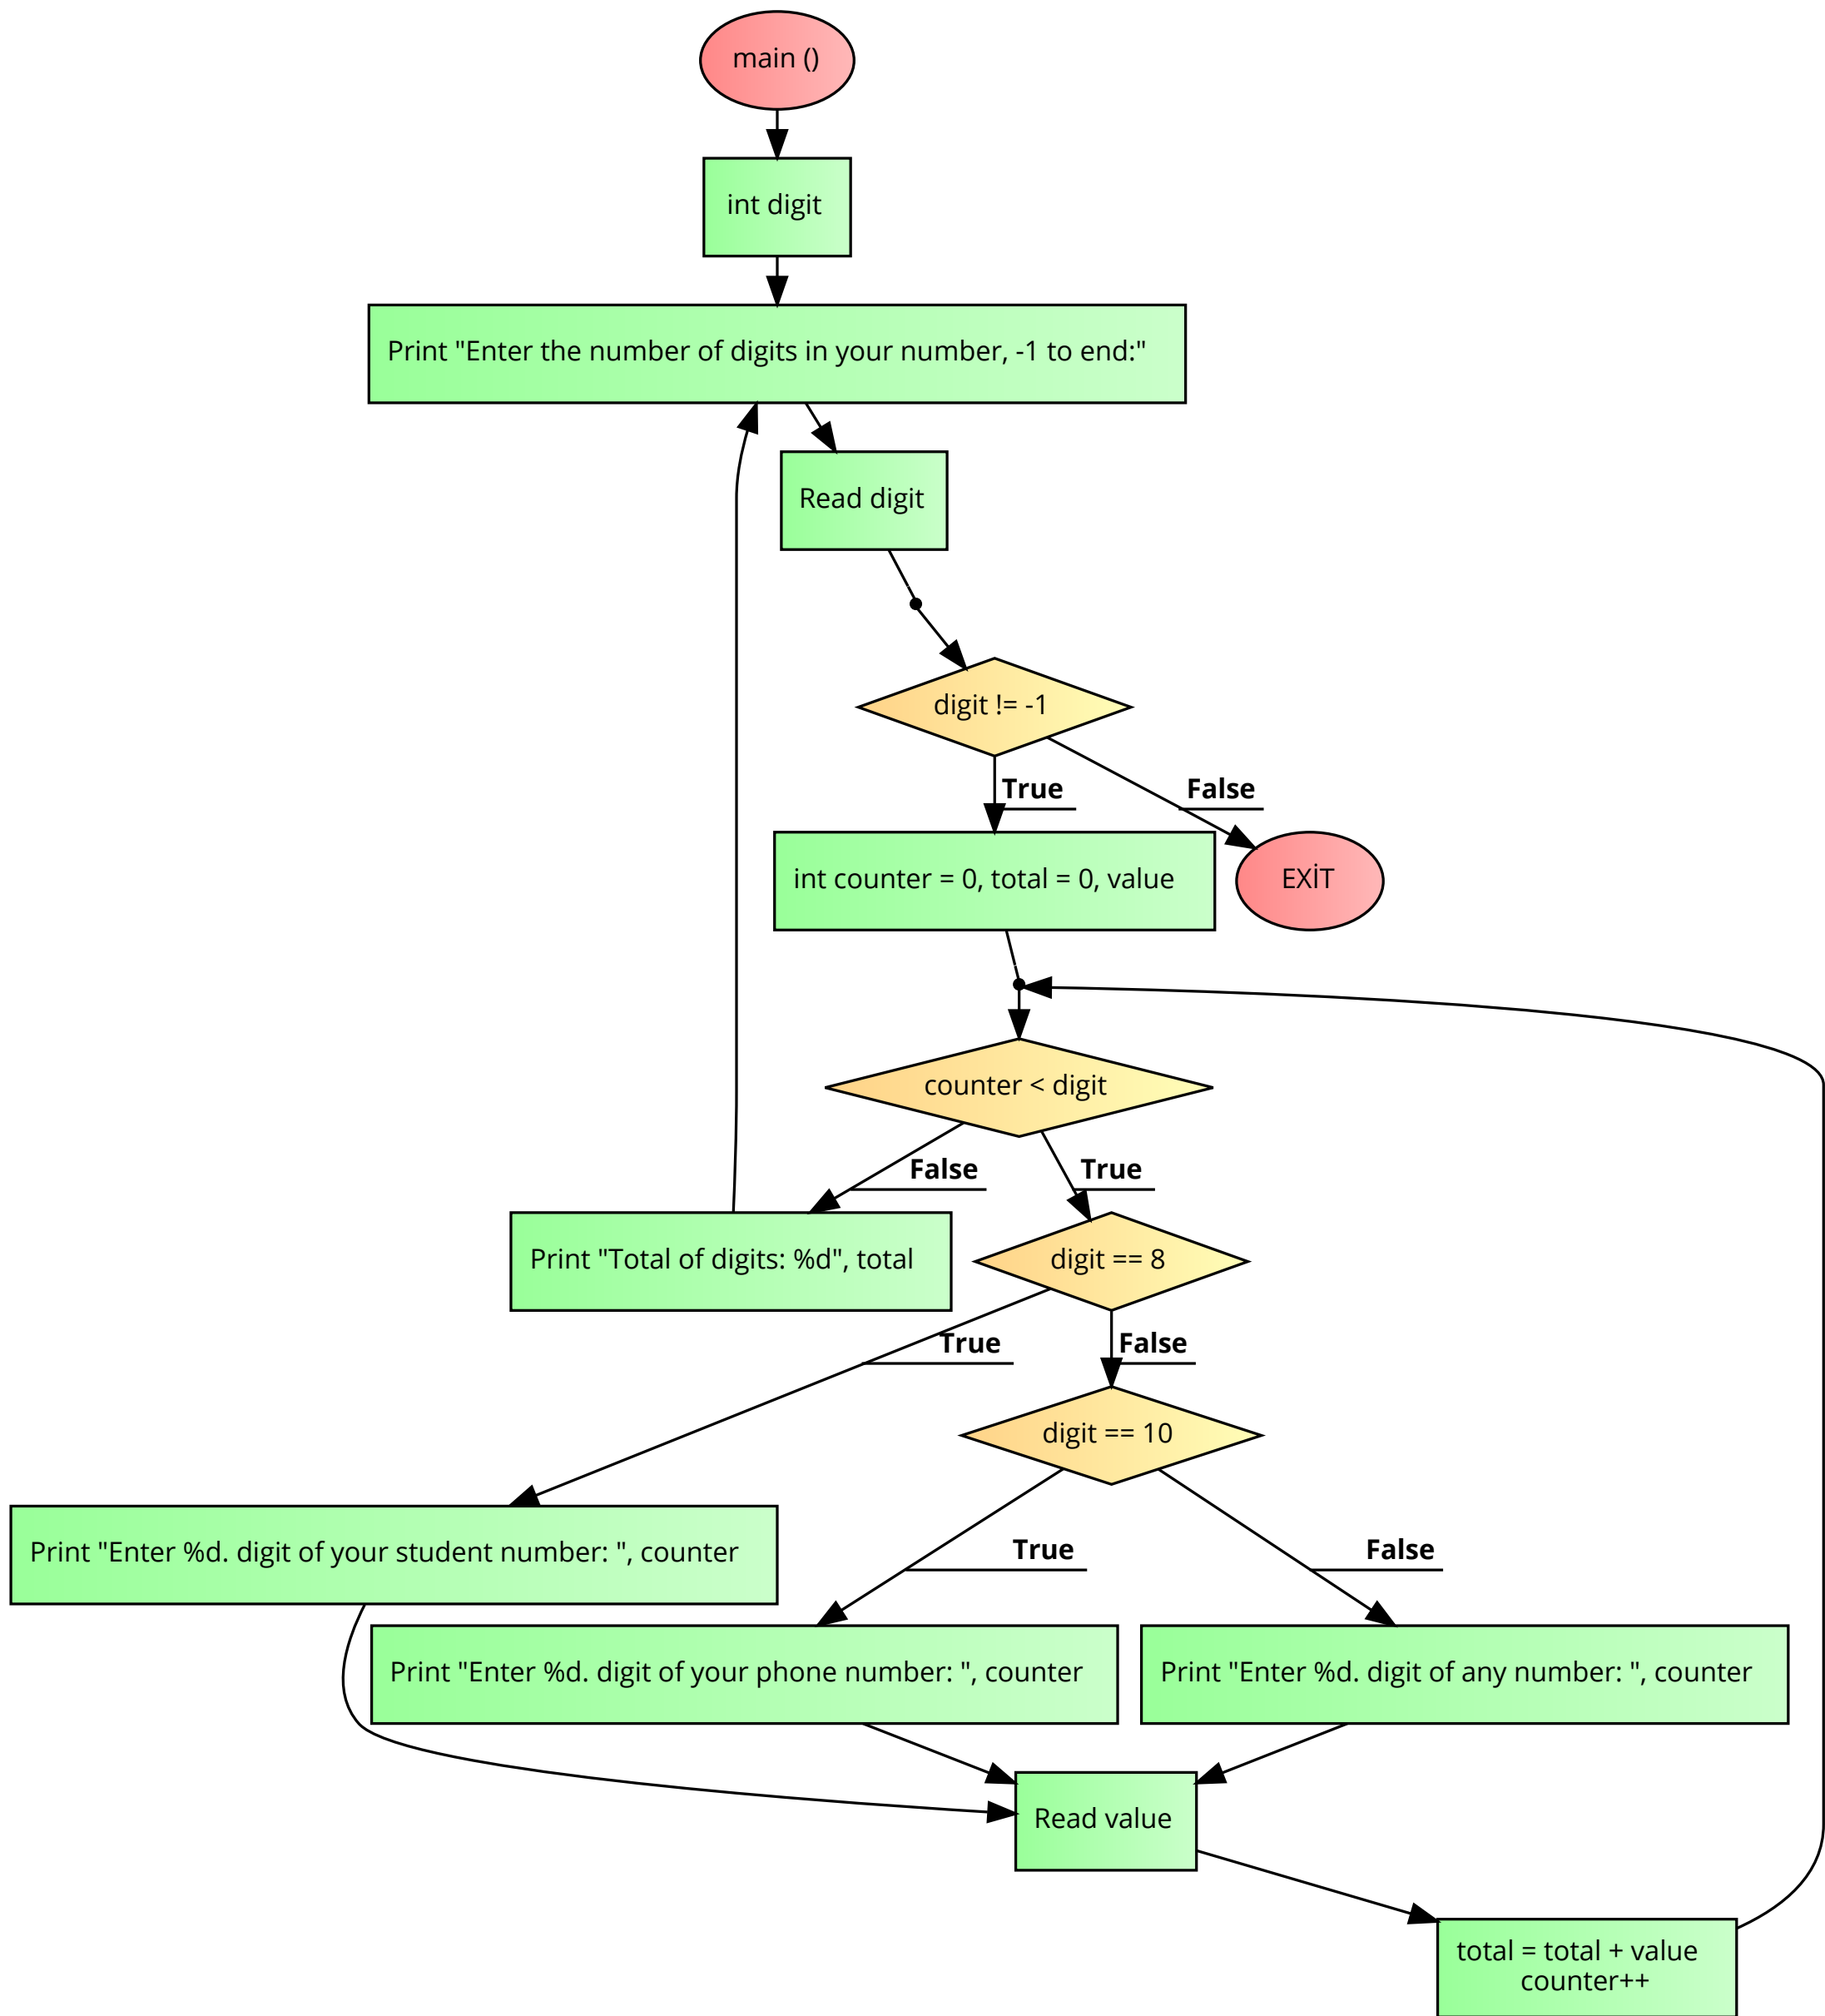 main ()
int digit
Print "Enter the number of digits in your number, -1 to end:"
Read digit
digit != -1
True
False
int counter = 0, total = 0, value
EXİT
counter < digit
False
True
Print "Total of digits: %d", total
digit == 8
True
False
digit == 10
True
False
Print "Enter %d. digit of your student number: ", counter
Print "Enter %d. digit of your phone number: ", counter
Print "Enter %d. digit of any number: ", counter
Read value
total = total + value
counter++